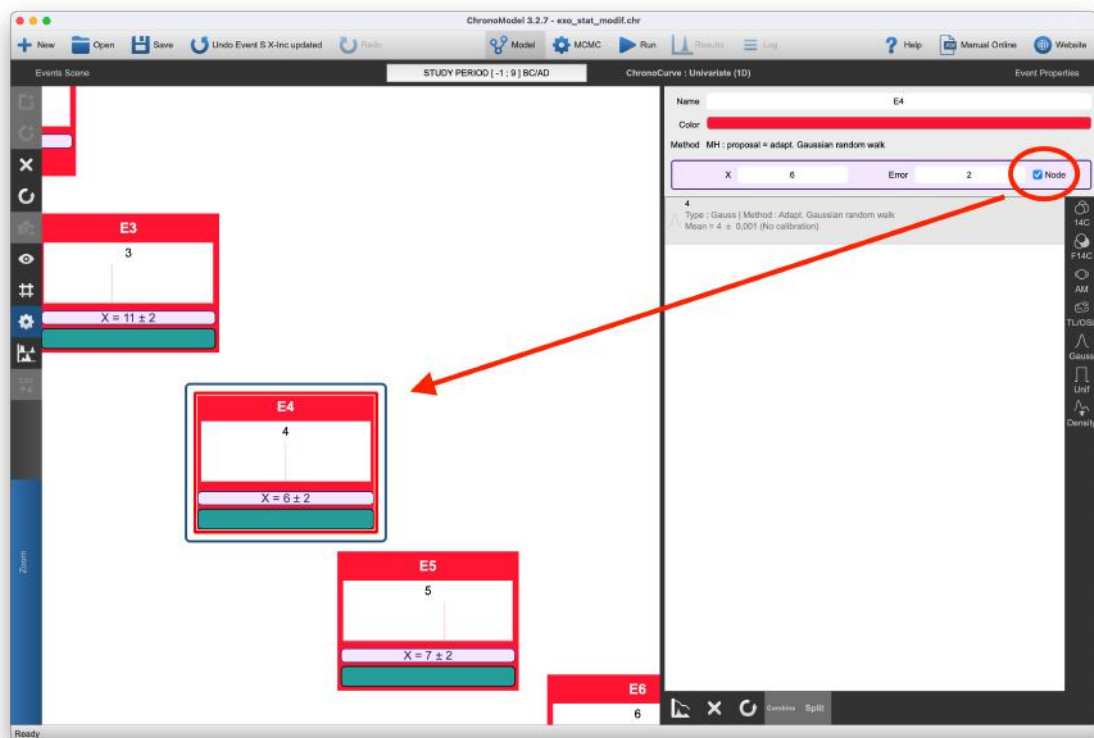 ChronoModel 3.2.7 - exo_stat_modif.chr
New Open Save Undo Event S X-Inc updated Redo Model MCMC Run Results Log Help Manual Online Website
Events Scene STUDY PERIOD [ -1 ; 9 ] BC/AD ChronoCurve : Univariate (1D) Event Properties
Name E4
Color
Method MH : proposal = adapt. Gaussian random walk
X 6 Error 2 Node
4
Type : Gauss | Method : Adapt. Gaussian random walk
Mean = 4 ± 0,001 (No calibration)
E3
3
X = 11 ± 2
E4
4
X = 6 ± 2
E5
5
X = 7 ± 2
E6
6
Zoom
14C
F14C
AM
TL/OSL
Gauss
Unif
Density
Combine Split
Ready